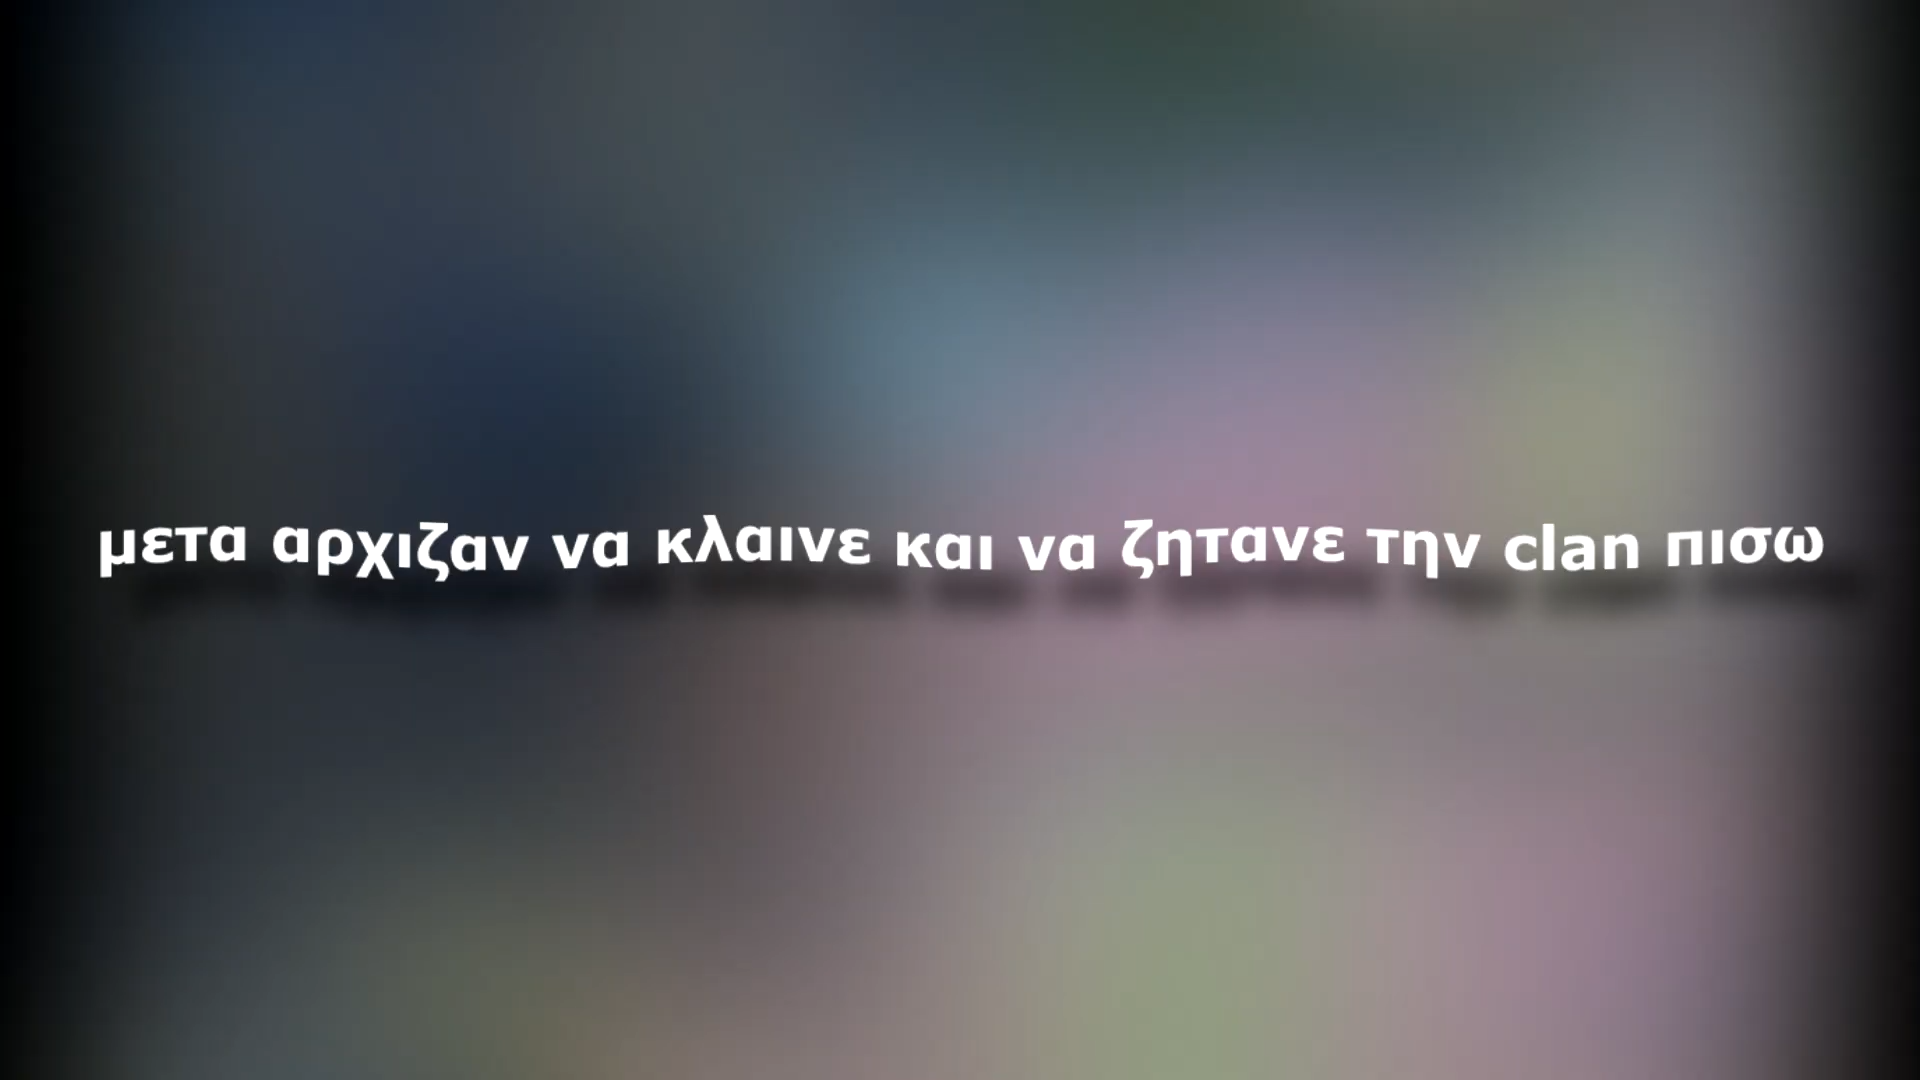 μετα αρχιζαν να κλαινε και να ζητανε την clan πισω